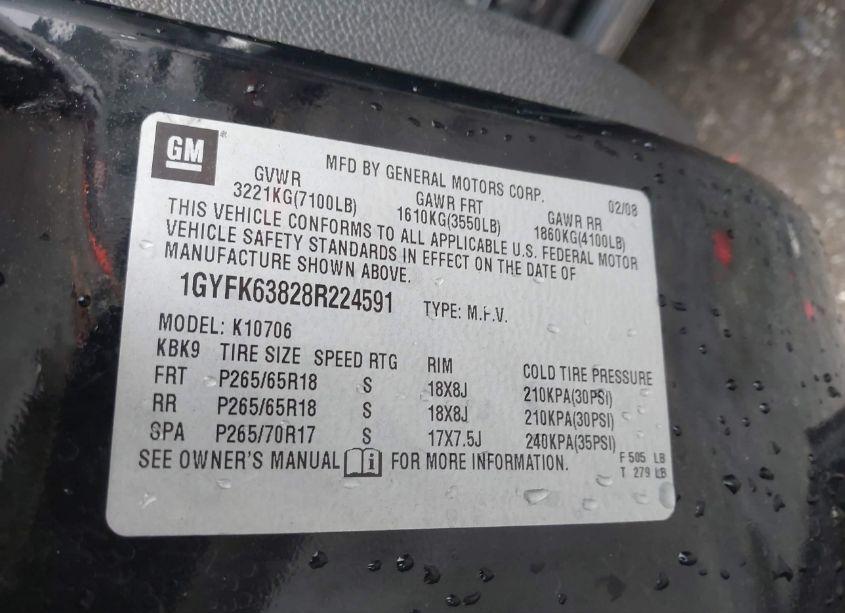 GM
MFD BY GENERAL MOTORS CORP. 02/08
GVWR GAWR FRT GAWR RR
3221KG(7100LB) 1610KG(3550LB) 1860KG(4100LB)
THIS VEHICLE CONFORMS TO ALL APPLICABLE U.S. FEDERAL MOTOR
VEHICLE SAFETY STANDARDS IN EFFECT ON THE DATE OF
MANUFACTURE SHOWN ABOVE.
1GYFK63828R224591 TYPE: M.P.V.
MODEL: K10706
KBK9 TIRE SIZE SPEED RTG RIM COLD TIRE PRESSURE
FRT P265/65R18 S 18X8J 210KPA(30PSI)
RR P265/65R18 S 18X8J 210KPA(30PSI)
SPA P265/70R17 S 17X7.5J 240KPA(35PSI)
SEE OWNER'S MANUAL i FOR MORE INFORMATION.
F 505 LB
T 279 LB